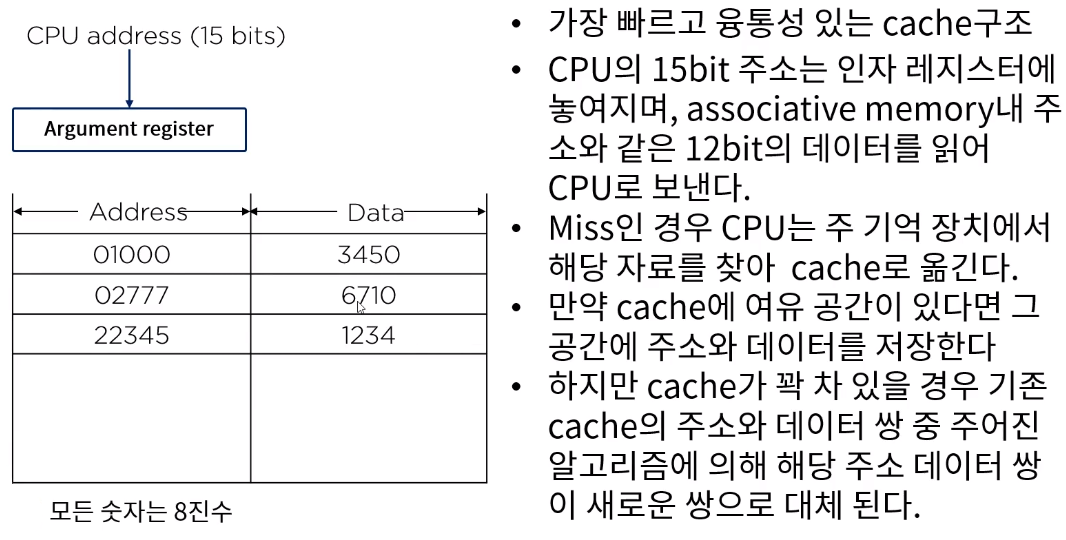 CPU address (15 bits)
Argument register
Address Data
01000 3450
02777 6710
22345 1234
모든 숫자는 8진수
• 가장 빠르고 융통성 있는 cache구조
• CPU의 15bit 주소는 인자 레지스터에
놓여지며, associative memory내 주
소와 같은 12bit의 데이터를 읽어
CPU로 보낸다.
• Miss인 경우 CPU는 주 기억 장치에서
해당 자료를 찾아 cache로 옮긴다.
• 만약 cache에 여유 공간이 있다면 그
공간에 주소와 데이터를 저장한다
• 하지만 cache가 꽉 차 있을 경우 기존
cache의 주소와 데이터 쌍 중 주어진
알고리즘에 의해 해당 주소 데이터 쌍
이 새로운 쌍으로 대체 된다.